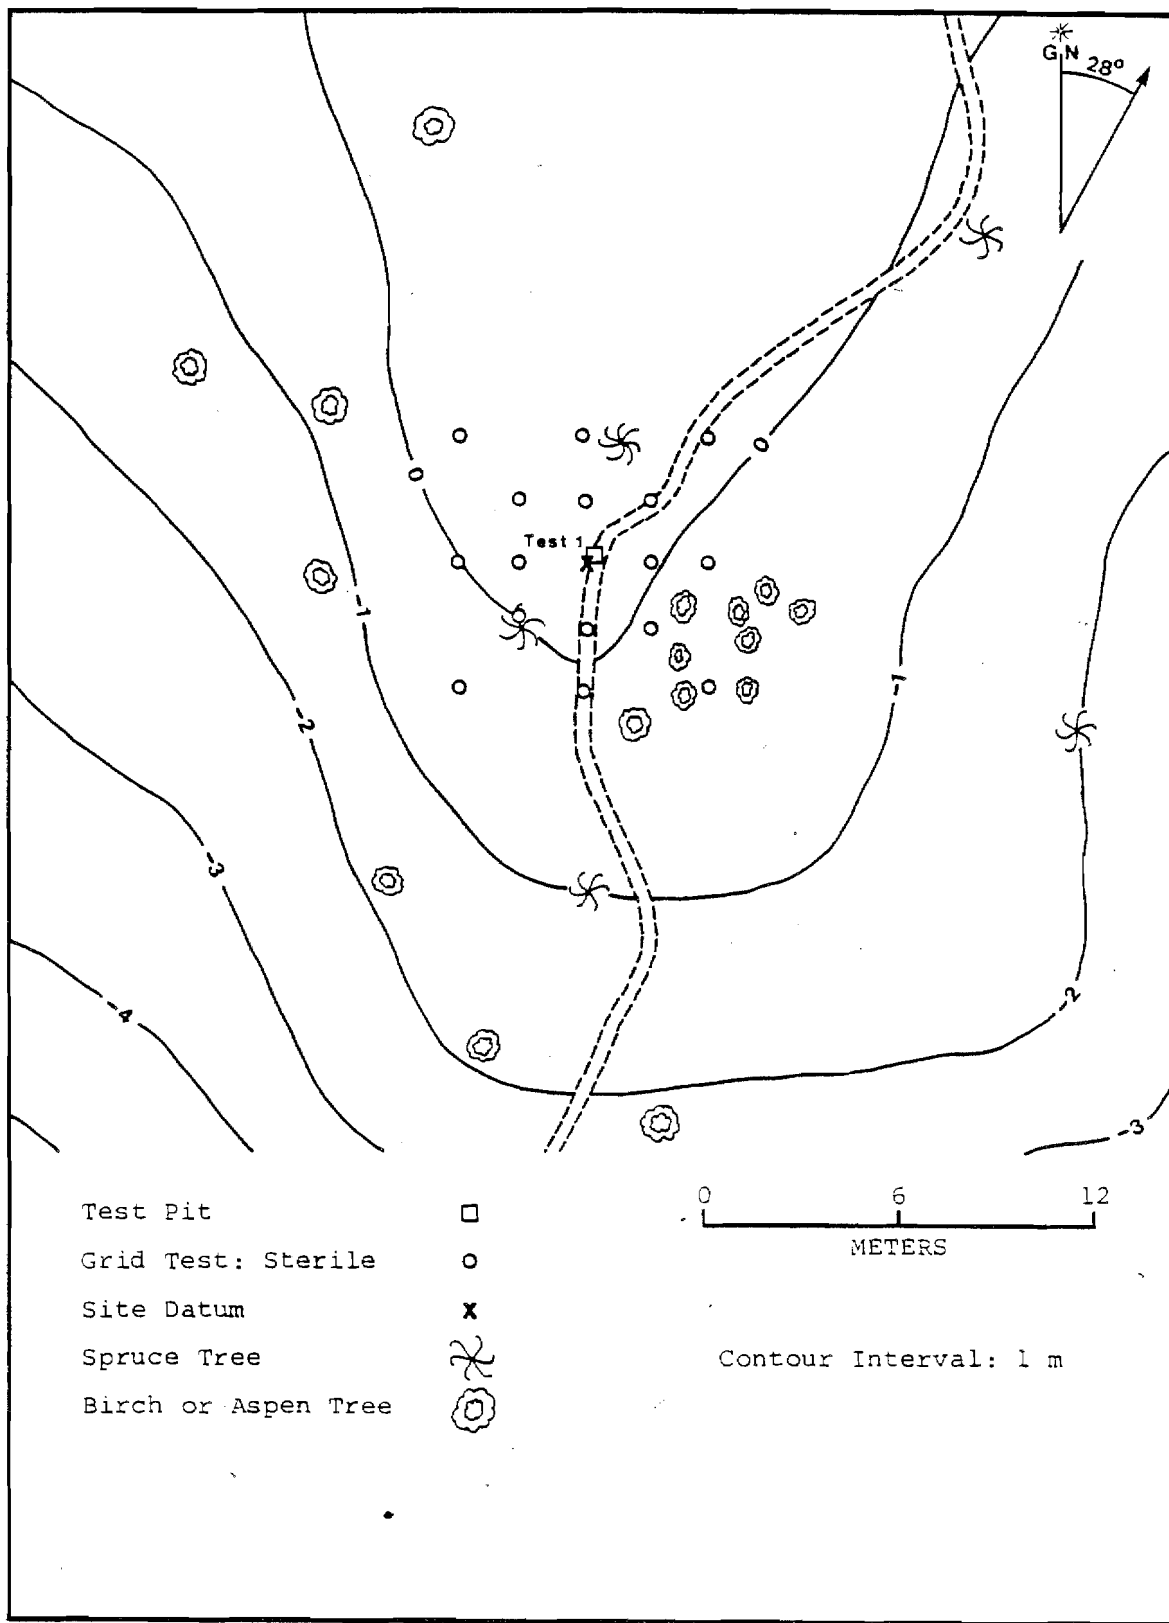 GN 28°
0
0
Test 1
-1
-1
-2
-2
-3
-4
-3
Test Pit
Grid Test: Sterile
Site Datum
Spruce Tree
Birch or Aspen Tree
0 6 12
METERS
Contour Interval: 1 m